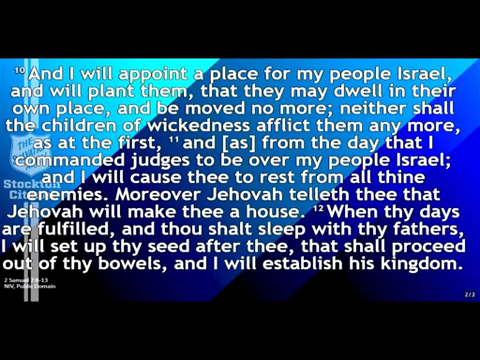 10 And I will appoint a place for my people Israel,
and will plant them, that they may dwell in their
own place, and be moved no more; neither shall
the children of wickedness afflict them any more,
as at the first, 11 and [as] from the day that I
commanded judges to be over my people Israel;
and I will cause thee to rest from all thine
enemies. Moreover Jehovah telleth thee that
Jehovah will make thee a house. 12 When thy days
are fulfilled, and thou shalt sleep with thy fathers,
I will set up thy seed after thee, that shall proceed
out of thy bowels, and I will establish his kingdom.
THE
Stockton
2 Samuel 7:8-13
NIV, Public Domain
2/3